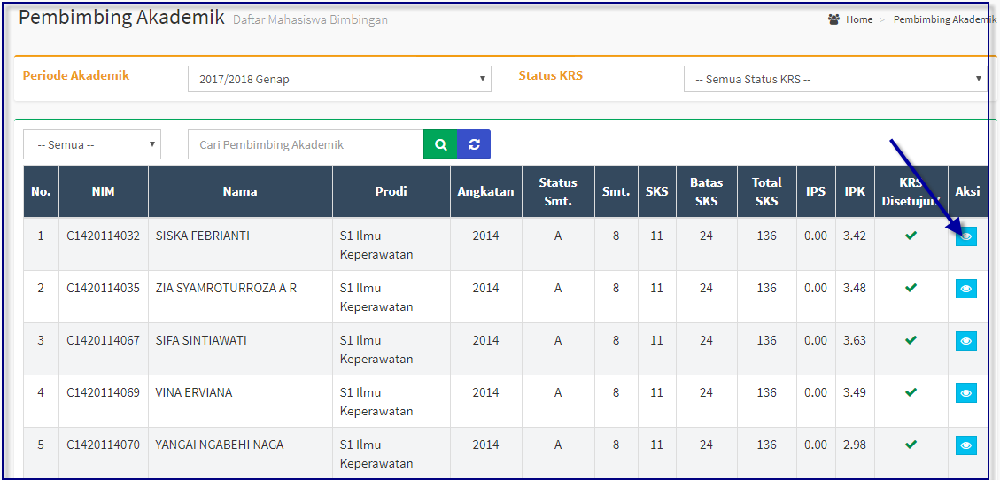 Pembimbing Akademik Daftar Mahasiswa Bimbingan Home > Pembimbing Akademik
Periode Akademik 2017/2018 Genap Status KRS -- Semua Status KRS --
-- Semua -- Cari Pembimbing Akademik
No. NIM Nama Prodi Angkatan Status Smt. Smt. SKS Batas SKS Total SKS IPS IPK KRS Disetujui? Aksi
1 C1420114032 SISKA FEBRIANTI S1 Ilmu Keperawatan 2014 A 8 11 24 136 0.00 3.42
2 C1420114035 ZIA SYAMROTURROZA A R S1 Ilmu Keperawatan 2014 A 8 11 24 136 0.00 3.48
3 C1420114067 SIFA SINTIAWATI S1 Ilmu Keperawatan 2014 A 8 11 24 136 0.00 3.63
4 C1420114069 VINA ERVIANA S1 Ilmu Keperawatan 2014 A 8 11 24 136 0.00 3.49
5 C1420114070 YANGAI NGABEHI NAGA S1 Ilmu Keperawatan 2014 A 8 11 24 136 0.00 2.98